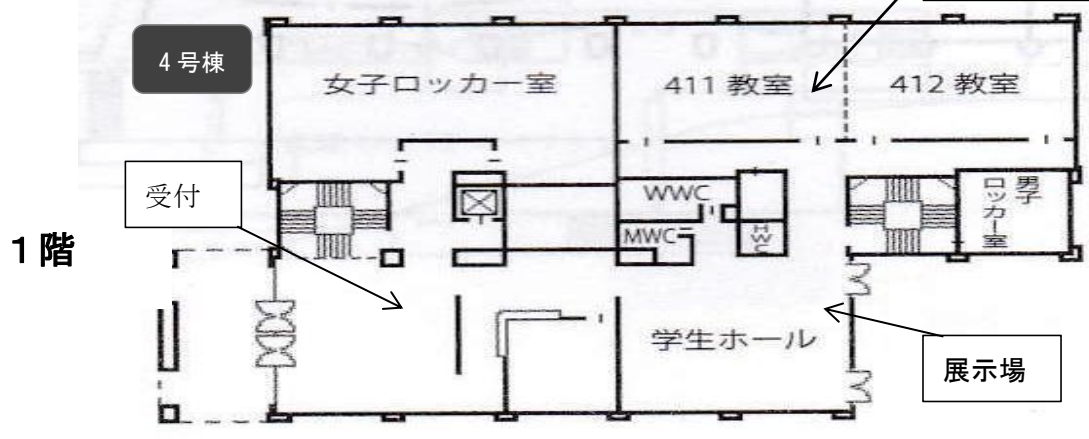 4号棟
女子ロッカー室
411 教室
412 教室
受付
WWC
男子
ロッカー室
MWC
HWC
1階
学生ホール
展示場